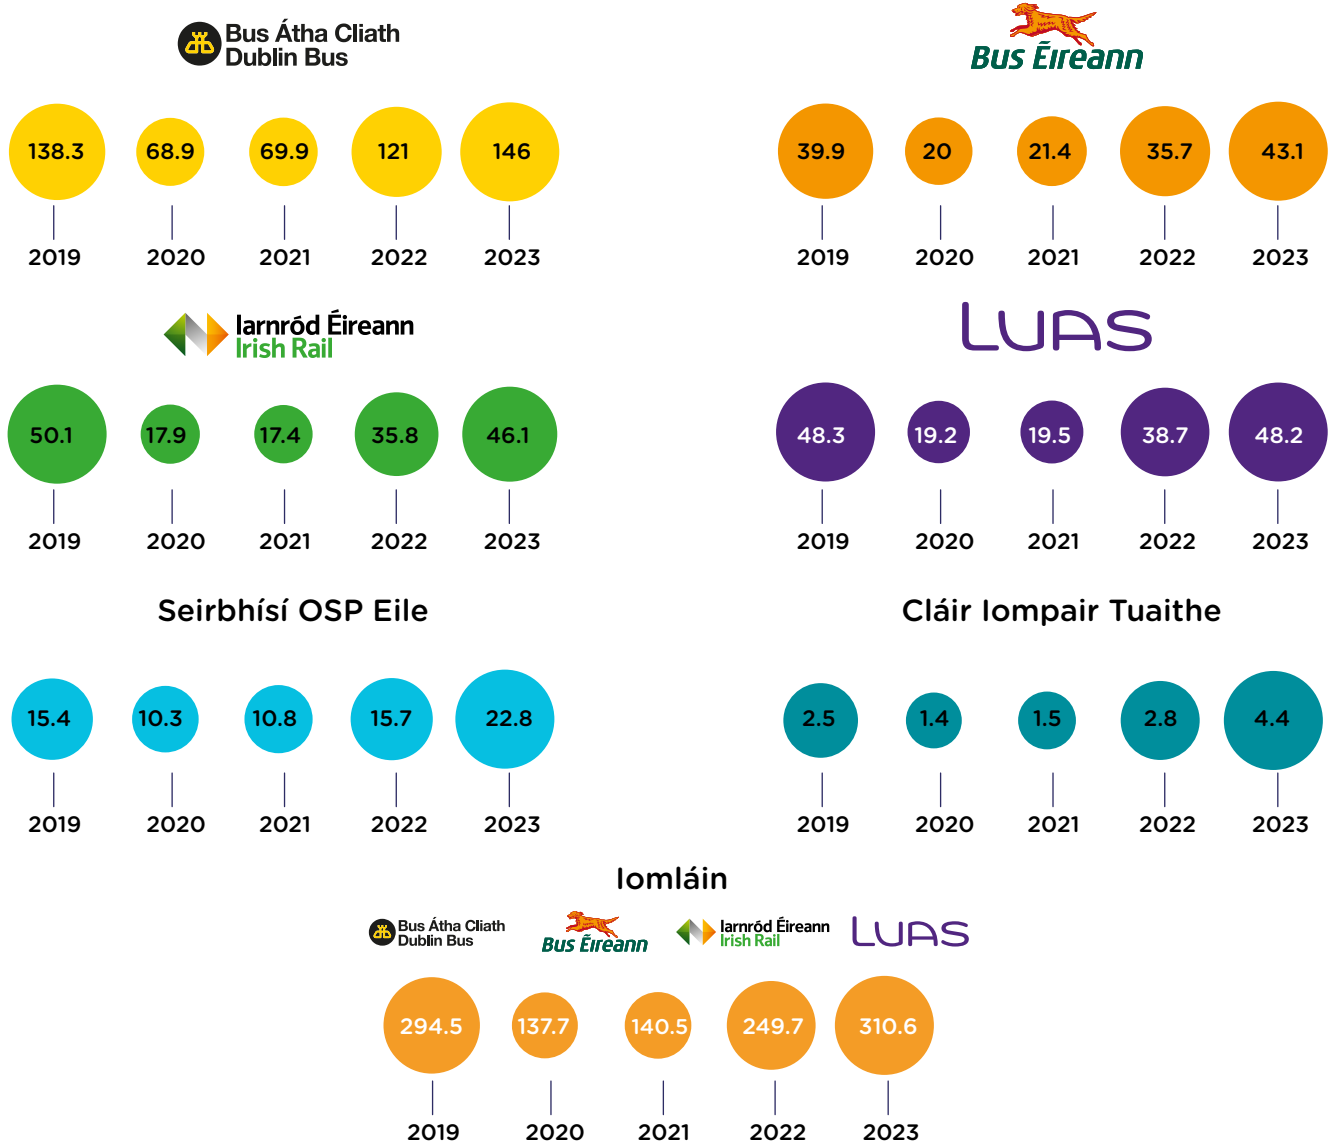 Bus Átha Cliath
Dublin Bus
138.3 68.9 69.9 121 146
2019 2020 2021 2022 2023
Bus Éireann
39.9 20 21.4 35.7 43.1
2019 2020 2021 2022 2023
Iarnród Éireann
Irish Rail
50.1 17.9 17.4 35.8 46.1
2019 2020 2021 2022 2023
LUAS
48.3 19.2 19.5 38.7 48.2
2019 2020 2021 2022 2023
Seirbhísí OSP Eile
15.4 10.3 10.8 15.7 22.8
2019 2020 2021 2022 2023
Cláir Iompair Tuaithe
2.5 1.4 1.5 2.8 4.4
2019 2020 2021 2022 2023
Iomláin
Bus Átha Cliath
Dublin Bus
Bus Éireann
Iarnród Éireann
Irish Rail
LUAS
294.5 137.7 140.5 249.7 310.6
2019 2020 2021 2022 2023